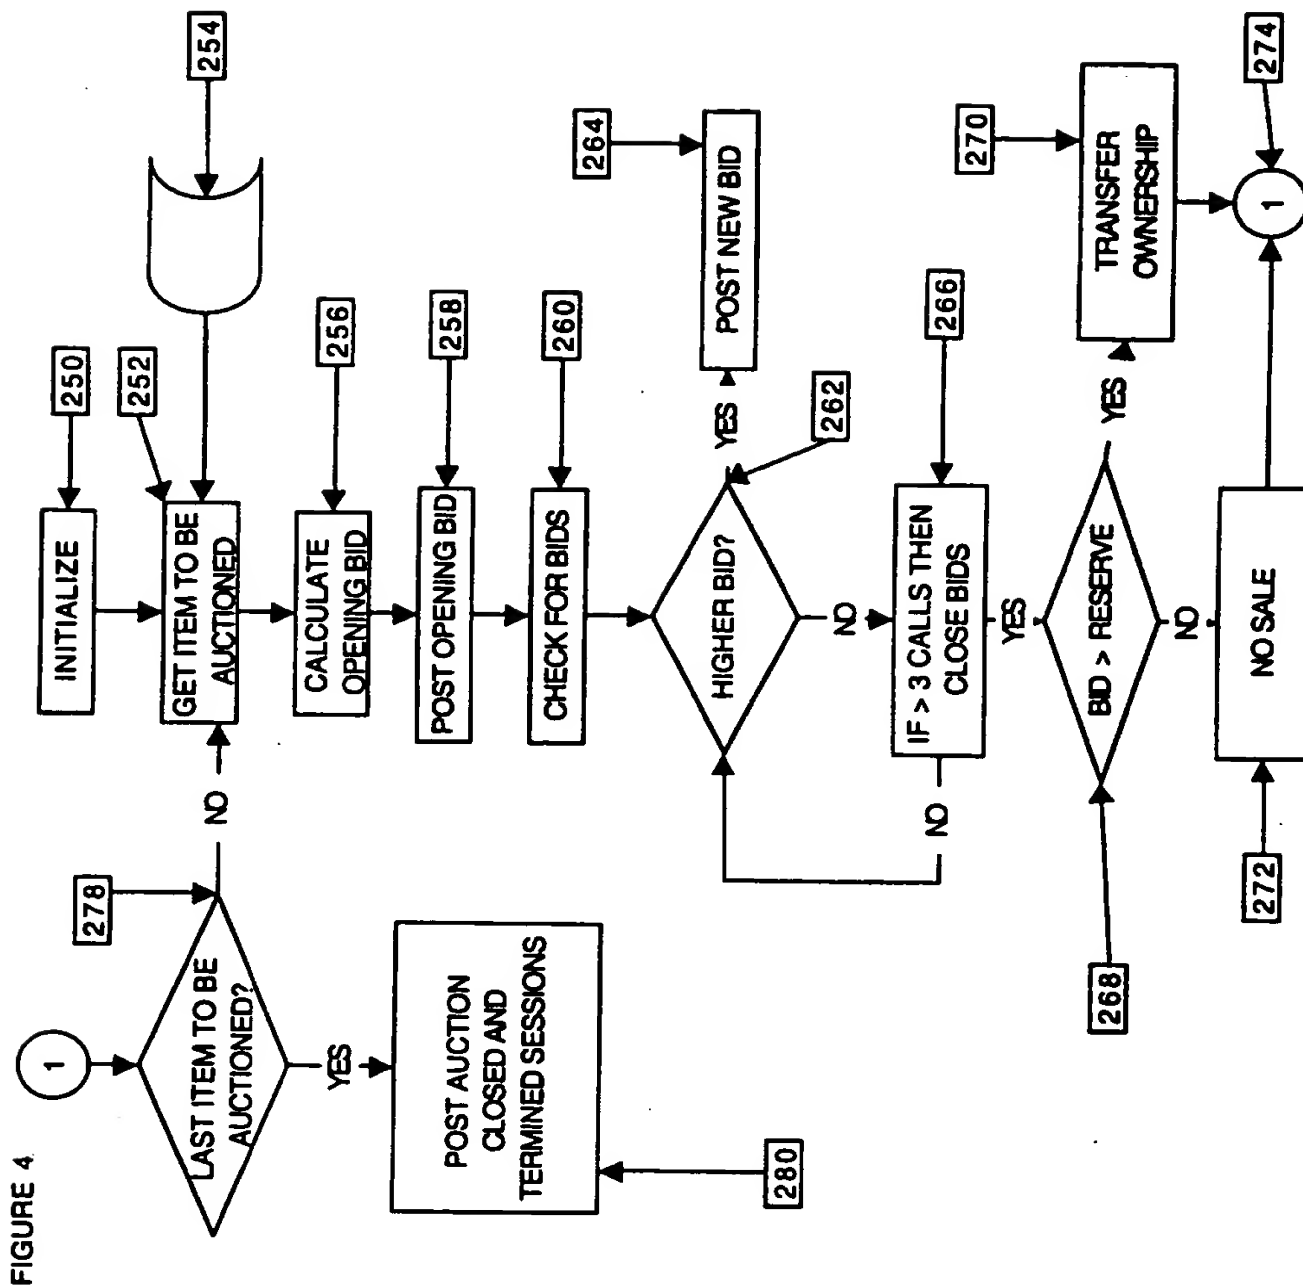 FIGURE 4
1
LAST ITEM TO BE
AUCTIONED?
278
NO
YES
POST AUCTION
CLOSED AND
TERMINED SESSIONS
280
INITIALIZE
250
252
GET ITEM TO BE
AUCTIONED
254
CALCULATE
OPENING BID
256
POST OPENING BID
258
CHECK FOR BIDS
260
HIGHER BID?
262
YES
POST NEW BID
264
NO
IF > 3 CALLS THEN
CLOSE BIDS
266
NO
YES
BID > RESERVE
268
YES
TRANSFER
OWNERSHIP
270
NO
NO SALE
272
1
274